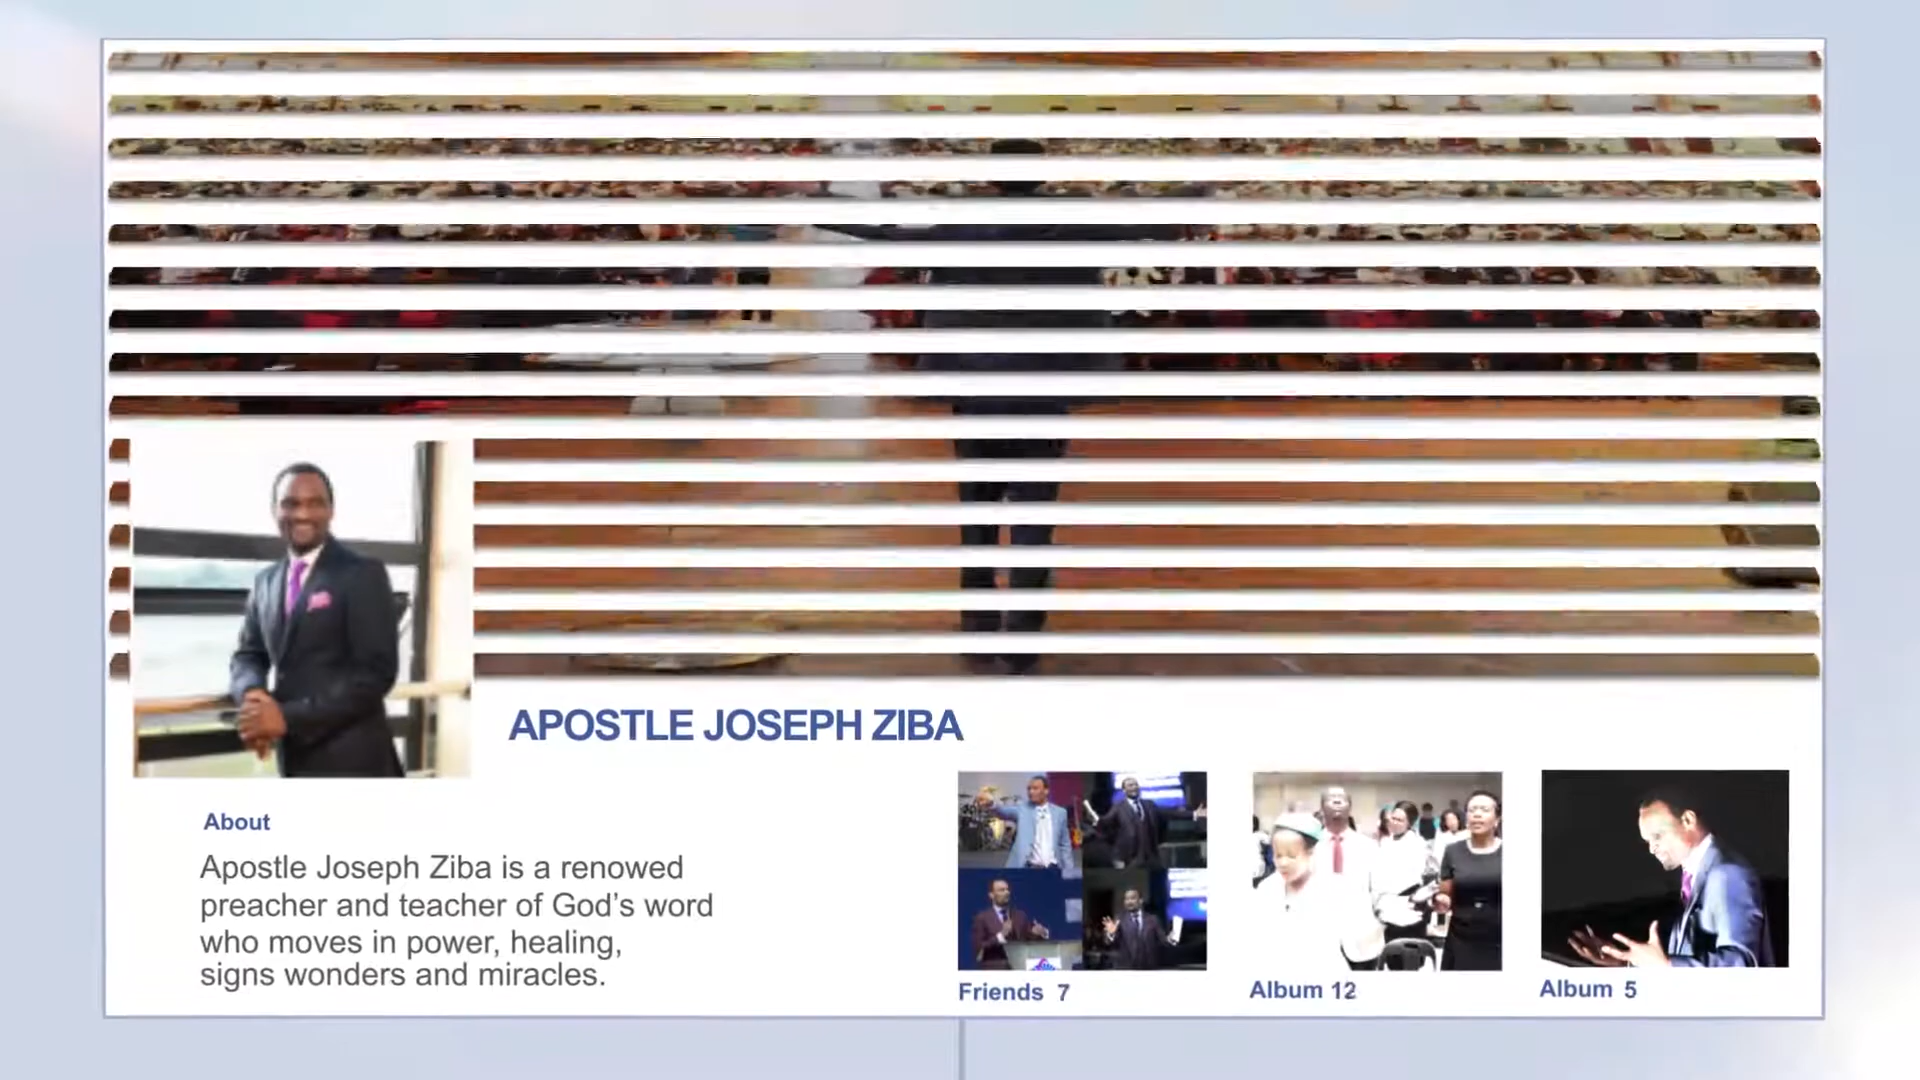 APOSTLE JOSEPH ZIBA
About
Apostle Joseph Ziba is a renowed
preacher and teacher of God’s word
who moves in power, healing,
signs wonders and miracles.
Friends 7
Album 12
Album 5